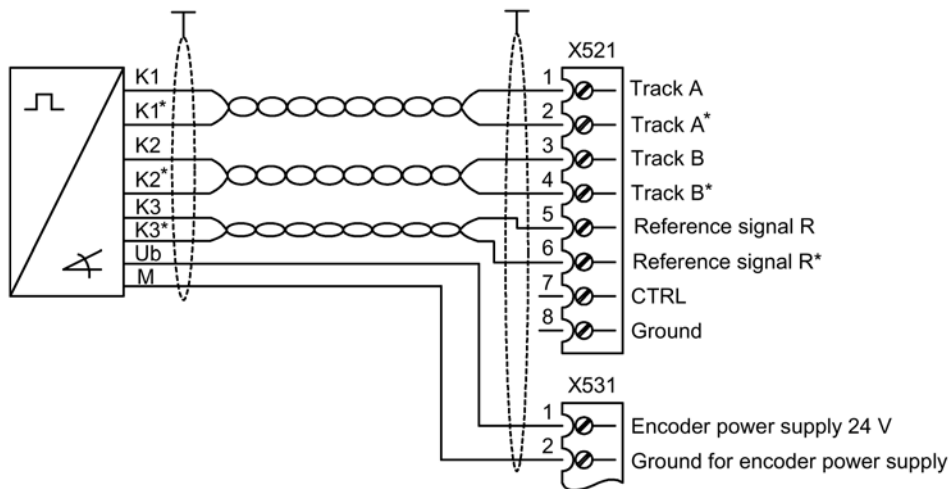 K1
K1*
K2
K2*
K3
K3*
Ub
M
X521
1 Track A
2 Track A*
3 Track B
4 Track B*
5 Reference signal R
6 Reference signal R*
7 CTRL
8 Ground
X531
1 Encoder power supply 24 V
2 Ground for encoder power supply